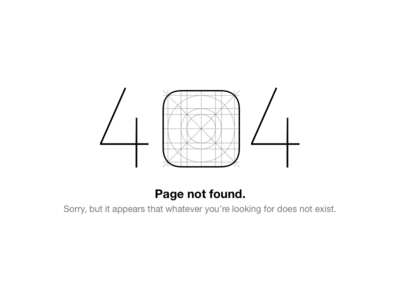 404
Page not found.
Sorry, but it appears that whatever you're looking for does not exist.